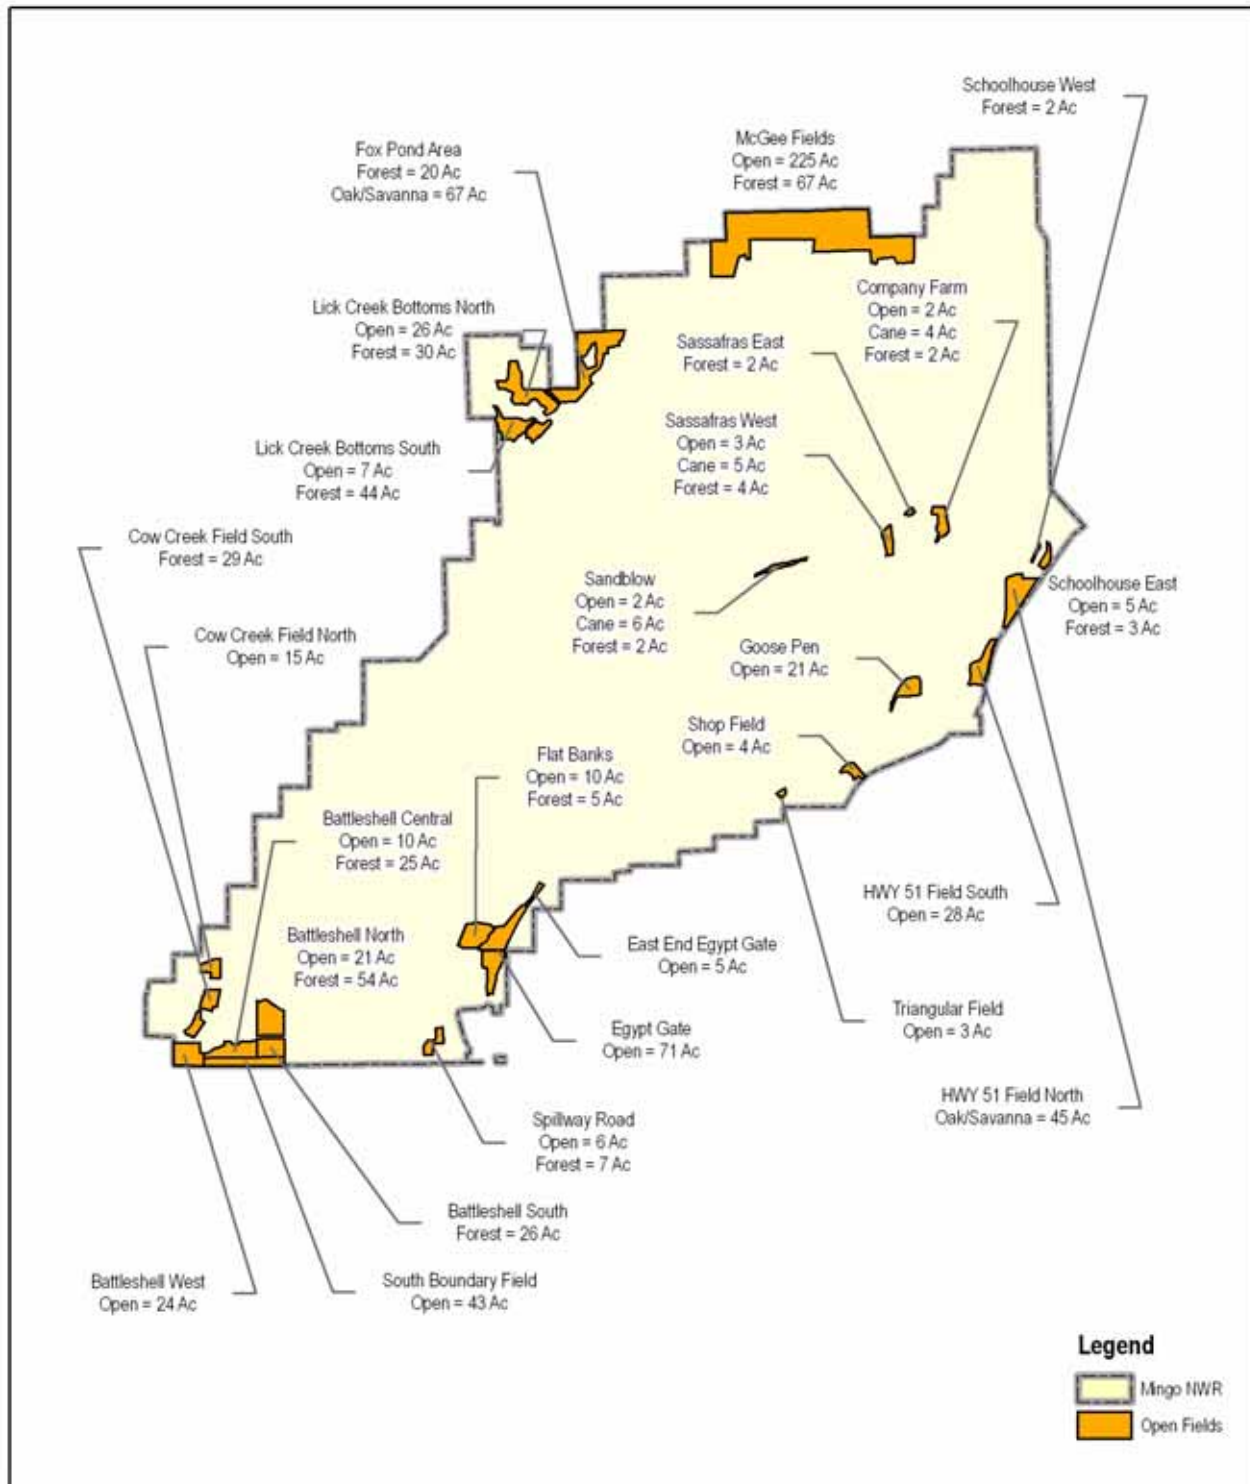 Schoolhouse West
Forest = 2 Ac
McGee Fields
Open = 225 Ac
Forest = 67 Ac
Fox Pond Area
Forest = 20 Ac
Oak/Savanna = 67 Ac
Company Farm
Open = 2 Ac
Cane = 4 Ac
Forest = 2 Ac
Lick Creek Bottoms North
Open = 26 Ac
Forest = 30 Ac
Sassafras East
Forest = 2 Ac
Sassafras West
Open = 3 Ac
Cane = 5 Ac
Forest = 4 Ac
Lick Creek Bottoms South
Open = 7 Ac
Forest = 44 Ac
Cow Creek Field South
Forest = 29 Ac
Sandblow
Open = 2 Ac
Cane = 6 Ac
Forest = 2 Ac
Schoolhouse East
Open = 5 Ac
Forest = 3 Ac
Cow Creek Field North
Open = 15 Ac
Goose Pen
Open = 21 Ac
Shop Field
Open = 4 Ac
Flat Banks
Open = 10 Ac
Forest = 5 Ac
Battleshell Central
Open = 10 Ac
Forest = 25 Ac
HWY 51 Field South
Open = 28 Ac
Battleshell North
Open = 21 Ac
Forest = 54 Ac
East End Egypt Gate
Open = 5 Ac
Triangular Field
Open = 3 Ac
Egypt Gate
Open = 71 Ac
HWY 51 Field North
Oak/Savanna = 45 Ac
Spillway Road
Open = 6 Ac
Forest = 7 Ac
Battleshell South
Forest = 26 Ac
Battleshell West
Open = 24 Ac
South Boundary Field
Open = 43 Ac
Legend
Mingo NWR
Open Fields